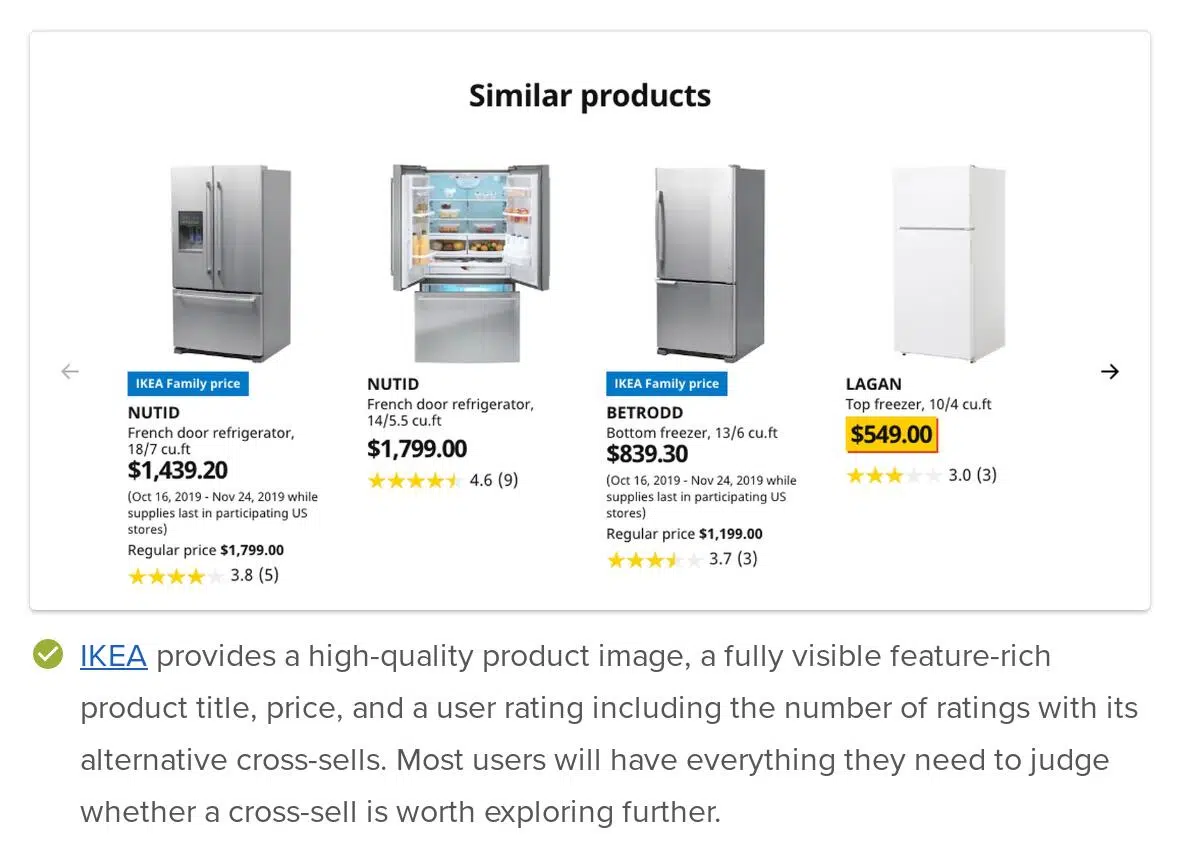 Similar products
IKEA Family price
NUTID
French door refrigerator,
18/7 cu.ft
$1,439.20
(Oct 16, 2019 - Nov 24, 2019 while
supplies last in participating US
stores)
Regular price $1,799.00
3.8 (5)
NUTID
French door refrigerator,
14/5.5 cu.ft
$1,799.00
4.6 (9)
IKEA Family price
BETRODD
Bottom freezer, 13/6 cu.ft
$839.30
(Oct 16, 2019 - Nov 24, 2019 while
supplies last in participating US
stores)
Regular price $1,199.00
3.7 (3)
LAGAN
Top freezer, 10/4 cu.ft
$549.00
3.0 (3)
IKEA provides a high-quality product image, a fully visible feature-rich
product title, price, and a user rating including the number of ratings with its
alternative cross-sells. Most users will have everything they need to judge
whether a cross-sell is worth exploring further.